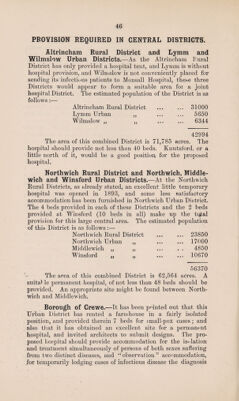 46
PROVISION REQUIRED IN CENTRAL DISTRICTS.
Altrincham Rural District and Lymm and
Wilmslow Urban Districts.—As the Altrincham Rural
District has only provided a hospital tent, and Lymm is without
hospital provision, and Wilmslow is not conveniently placed for
sending its infectious patients to Monsall Hospital, these three
Districts would appear to form a suitable area for a joint
hospital District. The estimated population of the District is as
follows :—
Altrincham Rural District ... ... 31000
Lymm Urban „ ... ... 5650
Wilmslow „ „ ... ... 6344
42994
The area of this combined District is 71,785 acres. The
hospital should provide not less than 40 beds. Knutsford, or a
little north of it, would be a good position for the proposed
hospital.
Northwich Rural District and Northwich, Middle-
wich and Winsford Urban Districts.—At the Northwich
Rural Districts, as already stated, an excellent little temporary
hospital was opened in 1893, and some less satisfactory
accommodation has been furnished in Northwich Urban District.
The 4 beds provided in each of these Districts and the 2 beds
provided at Winsford (10 beds in all) make up the total
provision for this large central area. The estimated population
of this District is as follows :—
Northwich Rural District ... ... 23850
Northwich Urban „ ... ... 17000
Middlewich „ „ ... ... 4850
Winsford „ „ ... ... 10670
56370
The area of this combined District is 62,064 acres. A
suitable permanent hospital, of not less than 48 beds should be
provided. An appropriate site might be found between North-
wich and Middlewich.
Borough of Crewe.—It has been pointed out that this
Urban District has rented a farmhouse in a fairly isolated
position, and provided therein 7 beds for small-pox cases; and
also that it has obtained an excellent site for a permanent
hospital, and invited architects to submit designs. The pro-
posed hospital should provide accommodation for the isolation
and treatment simultaneously of persons of both sexes suffering
from two distinct diseases, and "observation" accommodation,
for temporarily lodging cases of infectious disease the diagnosis